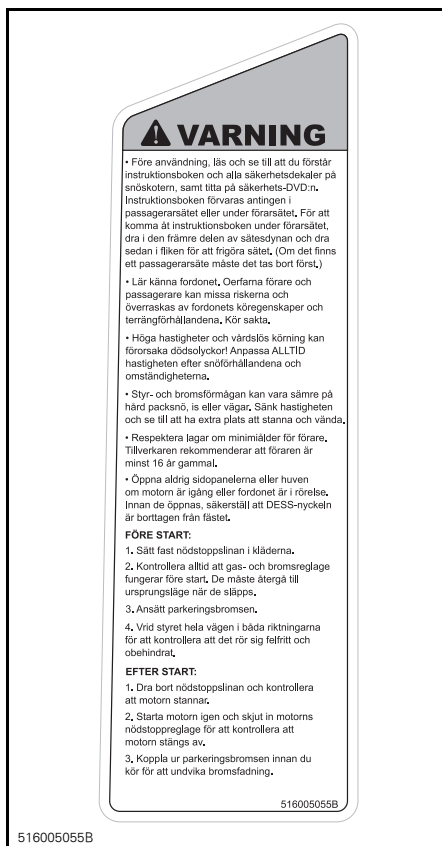 VARNING
• Före användning, läs och se till att du förstår
instruktionsboken och alla säkerhetsdekaler på
snöskotern, samt titta på säkerhets-DVD:n.
Instruktionsboken förvaras antingen i
passagerarsätet eller under förarsätet. För att
komma åt instruktionsboken under förarsätet,
dra i den främre delen av sätesdynan och dra
sedan i fliken för att frigöra sätet. (Om det finns
ett passagerarsäte måste det tas bort först.)
• Lär känna fordonet. Oerfarna förare och
passagerare kan missa riskerna och
överraskas av fordonets köregenskaper och
terrängförhållandena. Kör sakta.
• Höga hastigheter och vårdslös körning kan
förorsaka dödsolyckor! Anpassa ALLTID
hastigheten efter snöförhållandena och
omständigheterna.
• Styr- och bromsförmågan kan vara sämre på
hård packsnö, is eller vägar. Sänk hastigheten
och se till att ha extra plats att stanna och vända.
• Respektera lagar om minimiålder för förare.
Tillverkaren rekommenderar att föraren är
minst 16 år gammal.
• Öppna aldrig sidopanelerna eller huven
om motorn är igång eller fordonet är i rörelse.
Innan de öppnas, säkerställ att DESS-nyckeln
är borttagen från fästet.
FÖRE START:
1. Sätt fast nödstoppslinan i kläderna.
2. Kontrollera alltid att gas- och bromsreglage
fungerar före start. De måste återgå till
ursprungsläge när de släpps.
3. Ansätt parkeringsbromsen.
4. Vrid styret hela vägen i båda riktningarna
för att kontrollera att det rör sig felfritt och
obehindrat.
EFTER START:
1. Dra bort nödstoppslinan och kontrollera
att motorn stannar.
2. Starta motorn igen och skjut in motorns
nödstoppreglage för att kontrollera att
motorn stängs av.
3. Koppla ur parkeringsbromsen innan du
kör för att undvika bromsfadning.
516005055B
516005055B